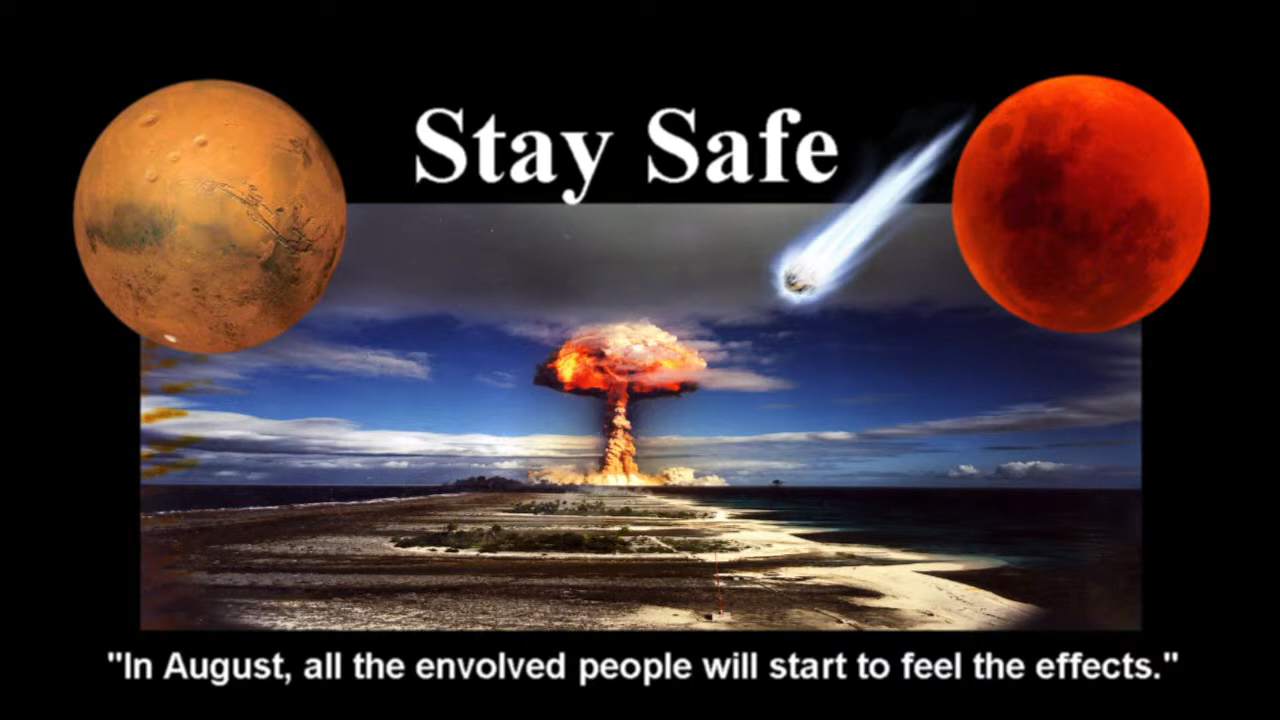 Stay Safe
"In August, all the envolved people will start to feel the effects."